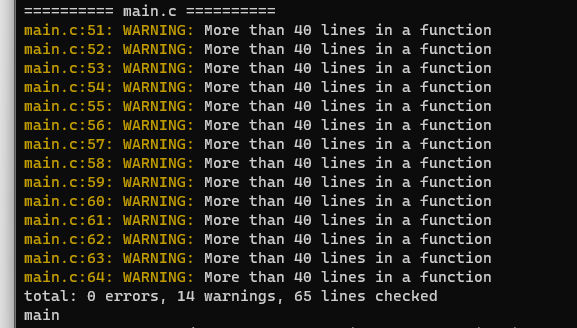 ========== main.c ==========
main.c:51: WARNING: More than 40 lines in a function
main.c:52: WARNING: More than 40 lines in a function
main.c:53: WARNING: More than 40 lines in a function
main.c:54: WARNING: More than 40 lines in a function
main.c:55: WARNING: More than 40 lines in a function
main.c:56: WARNING: More than 40 lines in a function
main.c:57: WARNING: More than 40 lines in a function
main.c:58: WARNING: More than 40 lines in a function
main.c:59: WARNING: More than 40 lines in a function
main.c:60: WARNING: More than 40 lines in a function
main.c:61: WARNING: More than 40 lines in a function
main.c:62: WARNING: More than 40 lines in a function
main.c:63: WARNING: More than 40 lines in a function
main.c:64: WARNING: More than 40 lines in a function
total: 0 errors, 14 warnings, 65 lines checked
main